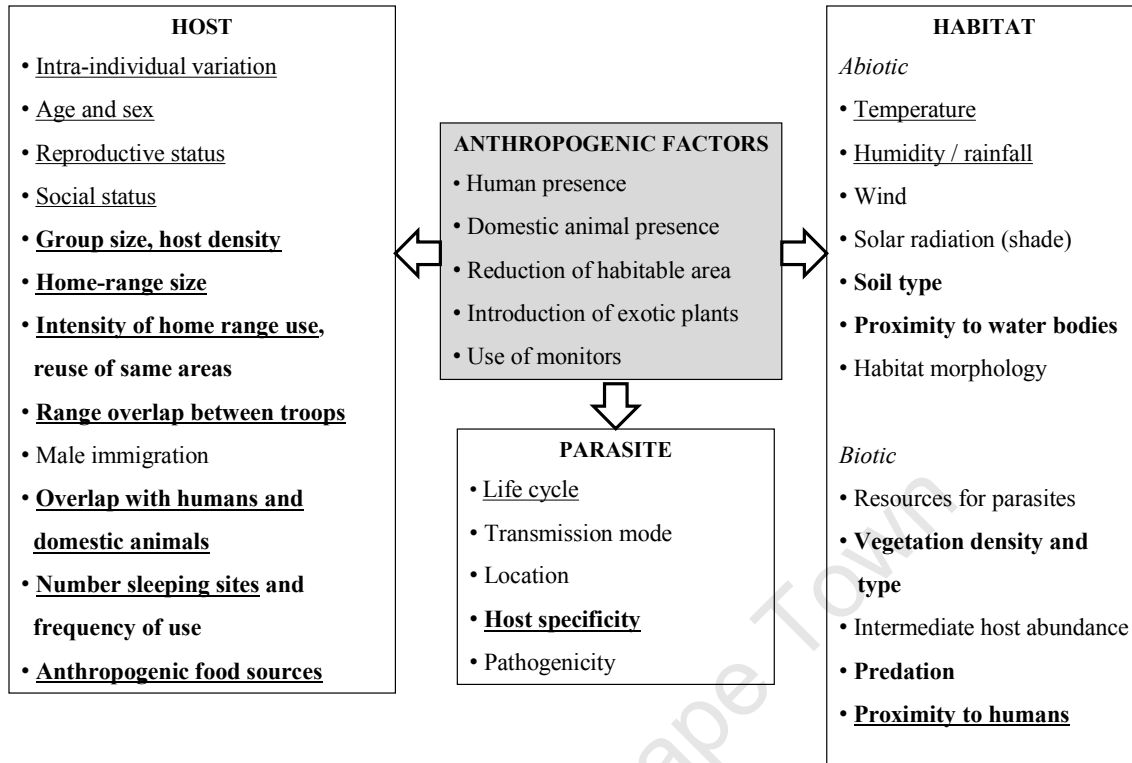 HOST
• Intra-individual variation
• Age and sex
• Reproductive status
• Social status
• Group size, host density
• Home-range size
• Intensity of home range use,
reuse of same areas
• Range overlap between troops
• Male immigration
• Overlap with humans and
domestic animals
• Number sleeping sites and
frequency of use
• Anthropogenic food sources
ANTHROPOGENIC FACTORS
• Human presence
• Domestic animal presence
• Reduction of habitable area
• Introduction of exotic plants
• Use of monitors
PARASITE
• Life cycle
• Transmission mode
• Location
• Host specificity
• Pathogenicity
HABITAT
Abiotic
• Temperature
• Humidity / rainfall
• Wind
• Solar radiation (shade)
• Soil type
• Proximity to water bodies
• Habitat morphology
Biotic
• Resources for parasites
• Vegetation density and
type
• Intermediate host abundance
• Predation
• Proximity to humans
ape Town